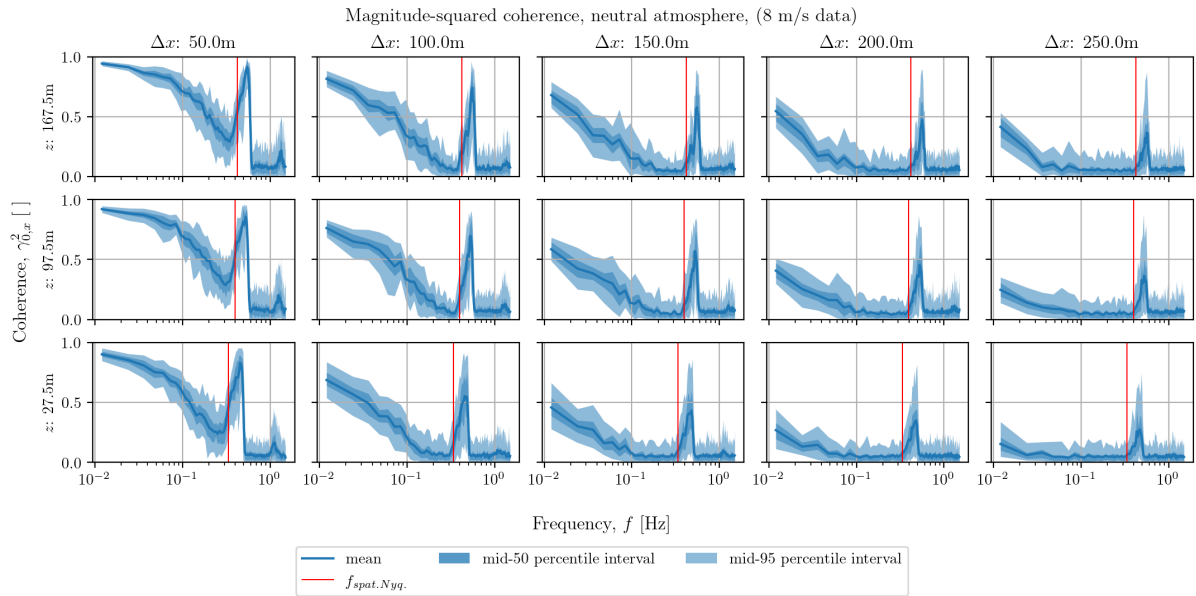 Magnitude-squared coherence, neutral atmosphere, (8 m/s data)
Δx: 50.0m Δx: 100.0m Δx: 150.0m Δx: 200.0m Δx: 250.0m
Coherence, γ²₀,ₓ [ ]
z: 167.5m
1.0
0.5
0.0
z: 97.5m
1.0
0.5
0.0
z: 27.5m
1.0
0.5
0.0
10⁻² 10⁻¹ 10⁰ 10⁻² 10⁻¹ 10⁰ 10⁻² 10⁻¹ 10⁰ 10⁻² 10⁻¹ 10⁰ 10⁻² 10⁻¹ 10⁰
Frequency, f [Hz]
mean mid-50 percentile interval mid-95 percentile interval
f_spat.Nyq.